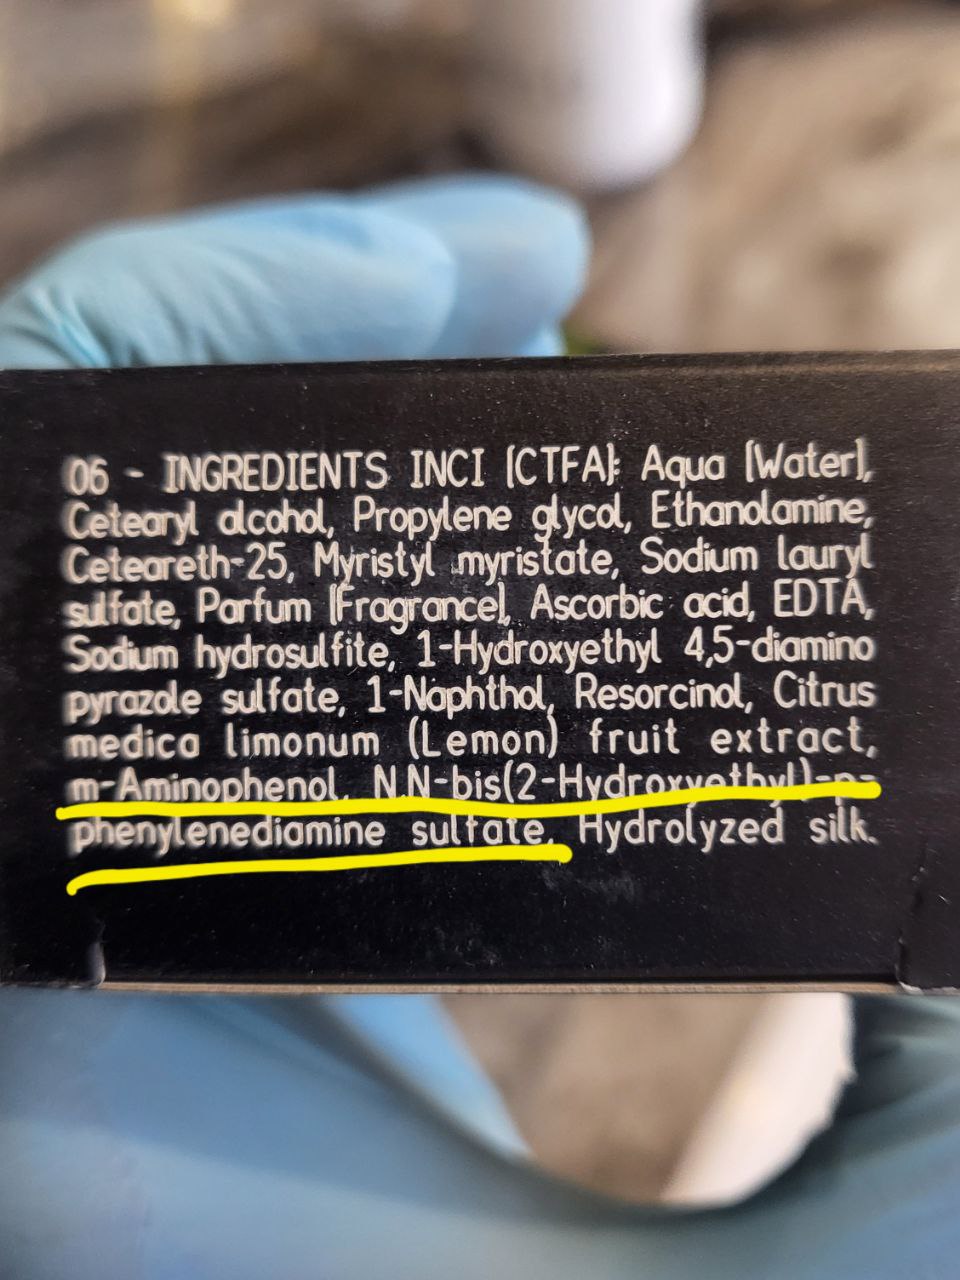 06 - INGREDIENTS INCI (CTFA): Aqua (Water),
Cetearyl alcohol, Propylene glycol, Ethanolamine,
Ceteareth-25, Myristyl myristate, Sodium lauryl
sulfate, Parfum (Fragrance), Ascorbic acid, EDTA,
Sodium hydrosulfite, 1-Hydroxyethyl 4,5-diamino
pyrazole sulfate, 1-Naphthol, Resorcinol, Citrus
medica limonum (Lemon) fruit extract,
m-Aminophenol, N,N-bis(2-Hydroxyethyl)-p-
phenylenediamine sulfate, Hydrolyzed silk.